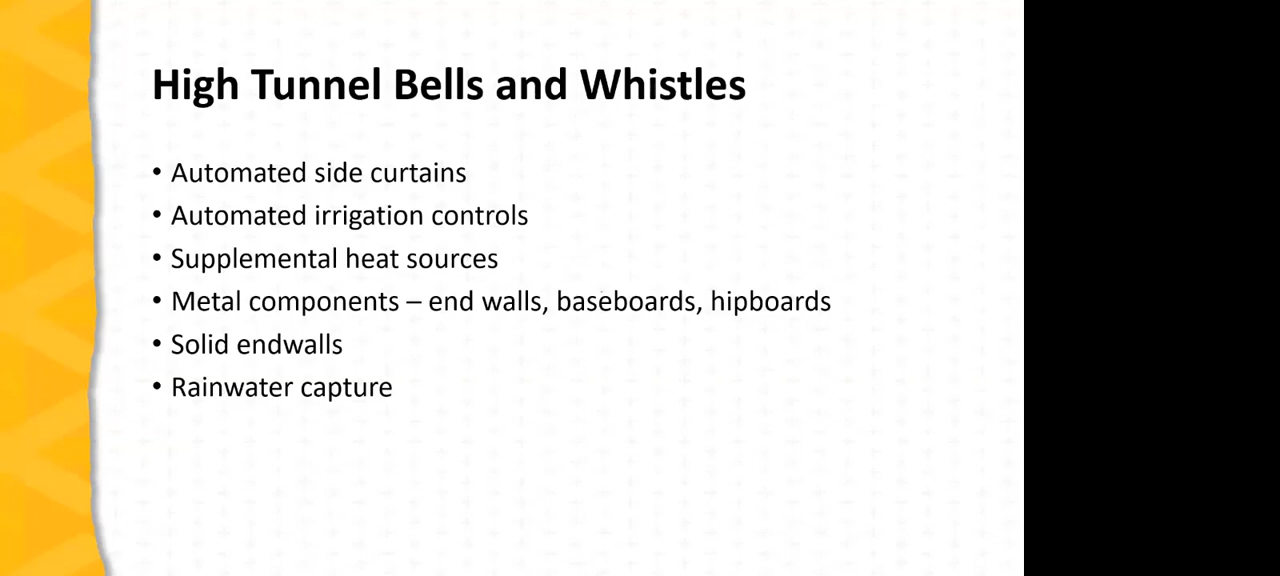 High Tunnel Bells and Whistles
• Automated side curtains
• Automated irrigation controls
• Supplemental heat sources
• Metal components – end walls, baseboards, hipboards
• Solid endwalls
• Rainwater capture